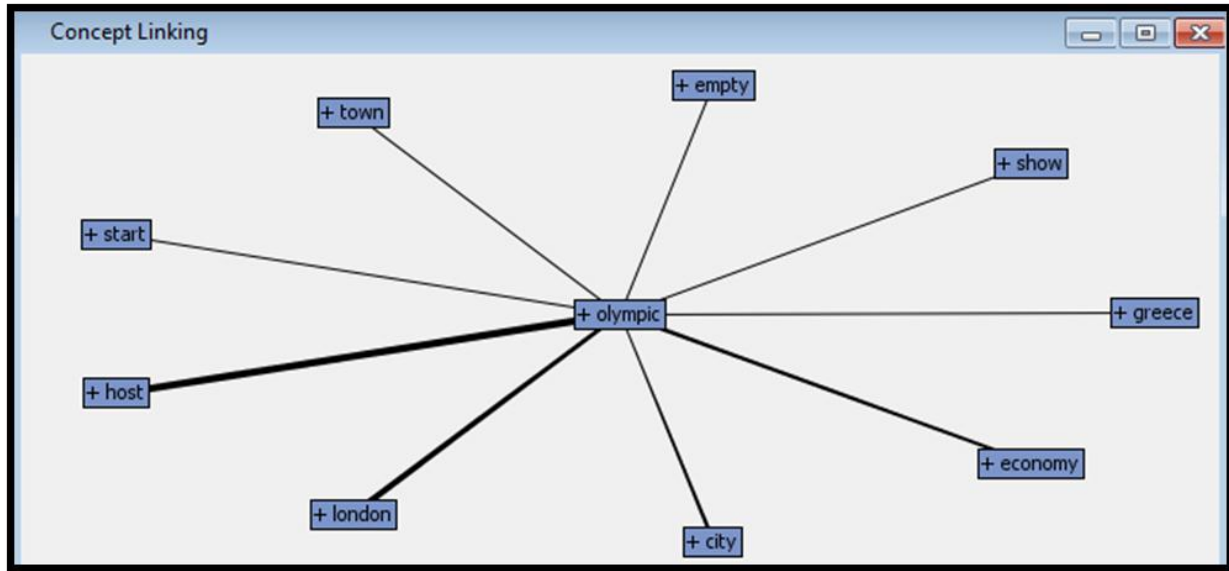 Concept Linking
+ empty
+ town
+ show
+ start
+ olympic
+ greece
+ host
+ economy
+ london
+ city